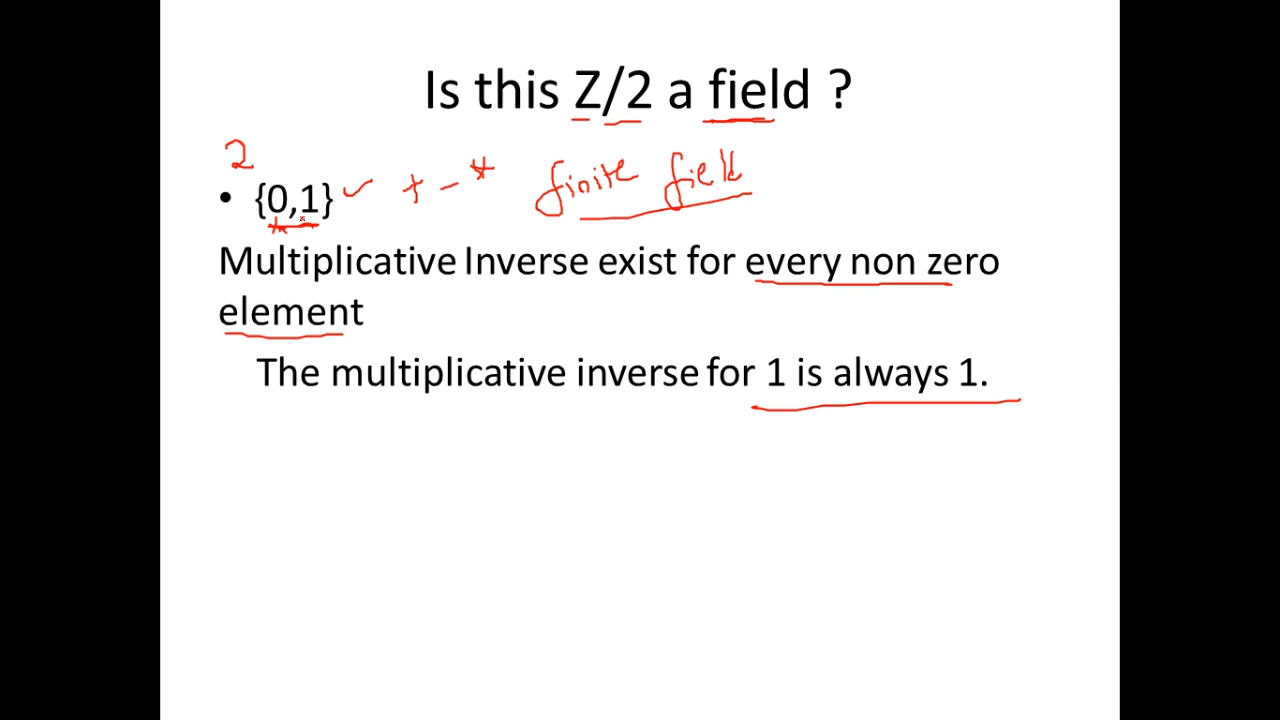 Is this Z/2 a field ?
2
• {0,1} ✓ + - * finite field
Multiplicative Inverse exist for every non zero
element
The multiplicative inverse for 1 is always 1.